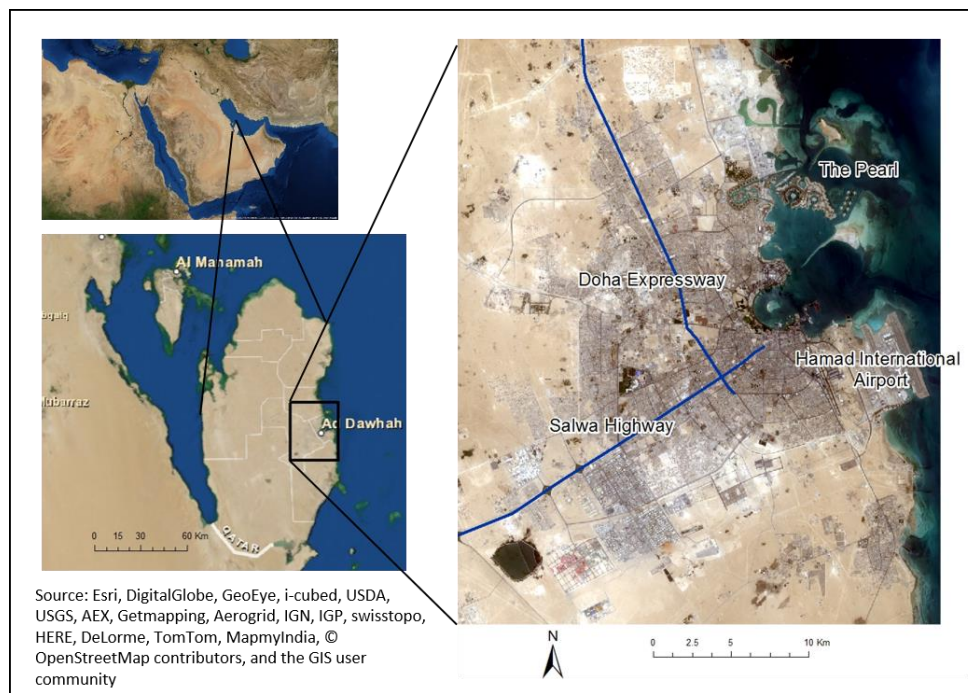 Al Manamah
Mubarraz
Ad Dawhah
QATAR
0 15 30 60 Km
Source: Esri, DigitalGlobe, GeoEye, i-cubed, USDA,
USGS, AEX, Getmapping, Aerogrid, IGN, IGP, swisstopo,
HERE, DeLorme, TomTom, MapmyIndia, ©
OpenStreetMap contributors, and the GIS user
community
The Pearl
Doha Expressway
Hamad International
Airport
Salwa Highway
N
0 2.5 5 10 Km